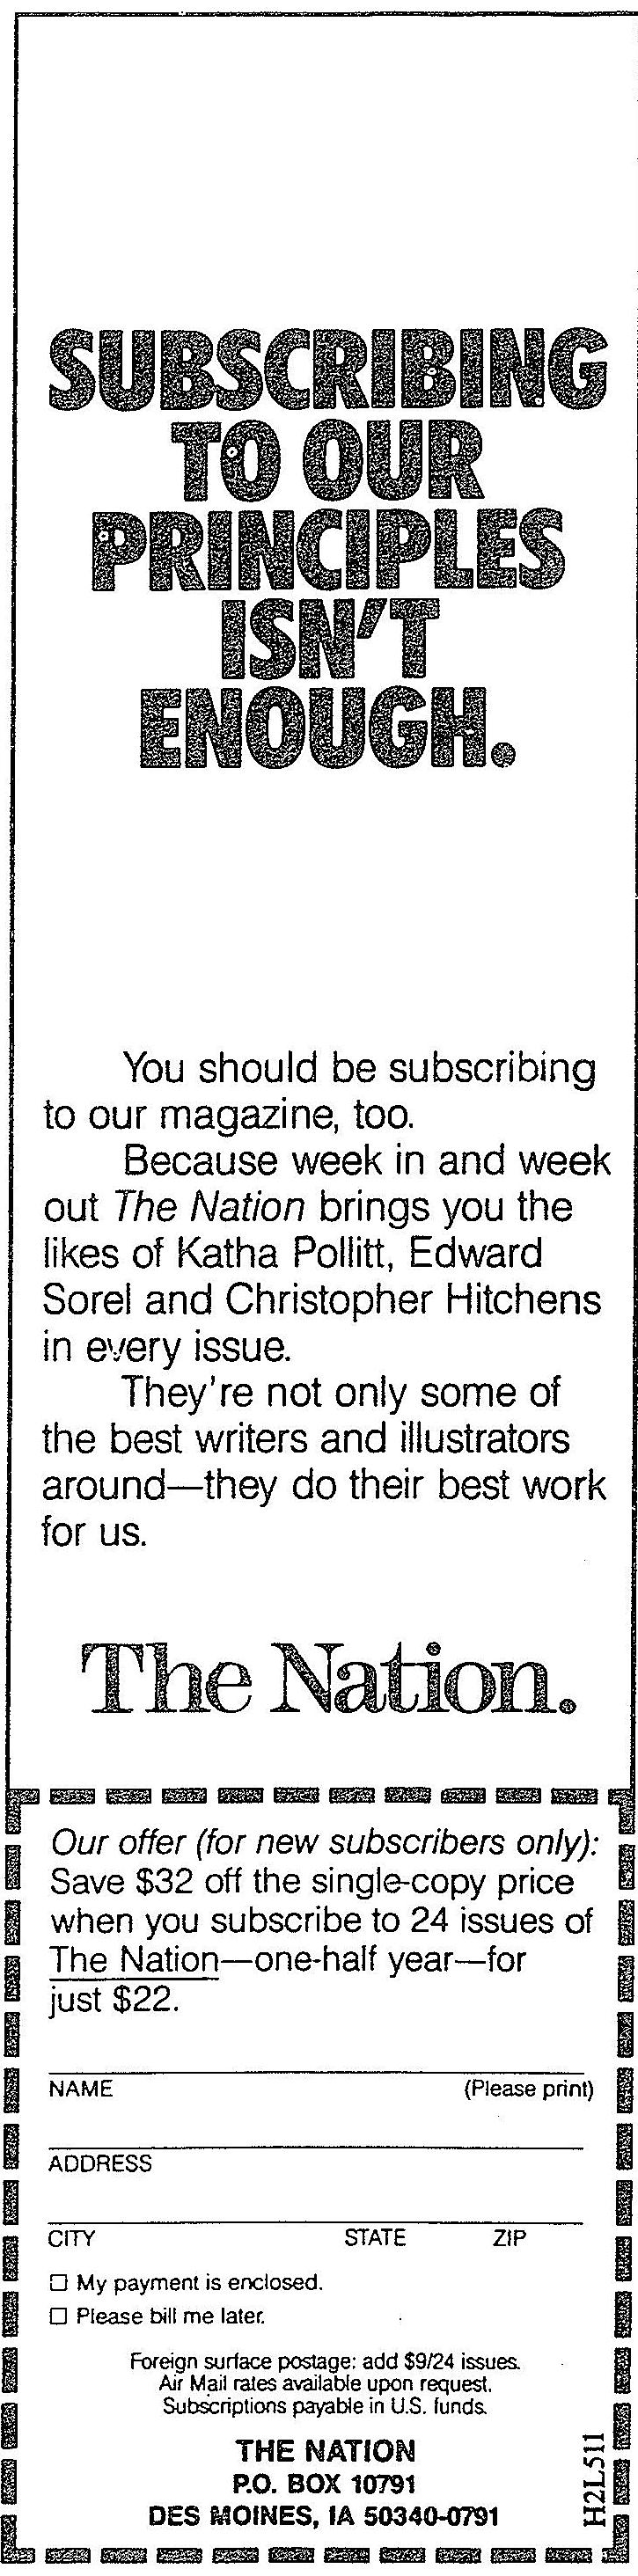 SUBSCRIBING
TO OUR
PRINCIPLES
ISN'T
ENOUGH.
You should be subscribing
to our magazine, too.
Because week in and week
out The Nation brings you the
likes of Katha Pollitt, Edward
Sorel and Christopher Hitchens
in every issue.
They're not only some of
the best writers and illustrators
around—they do their best work
for us.
The Nation.
Our offer (for new subscribers only):
Save $32 off the single-copy price
when you subscribe to 24 issues of
The Nation—one-half year—for
just $22.
NAME (Please print)
ADDRESS
CITY STATE ZIP
☐ My payment is enclosed.
☐ Please bill me later.
Foreign surface postage: add $9/24 issues.
Air Mail rates available upon request.
Subscriptions payable in U.S. funds.
THE NATION
P.O. BOX 10791
DES MOINES, IA 50340-0791
H2L511